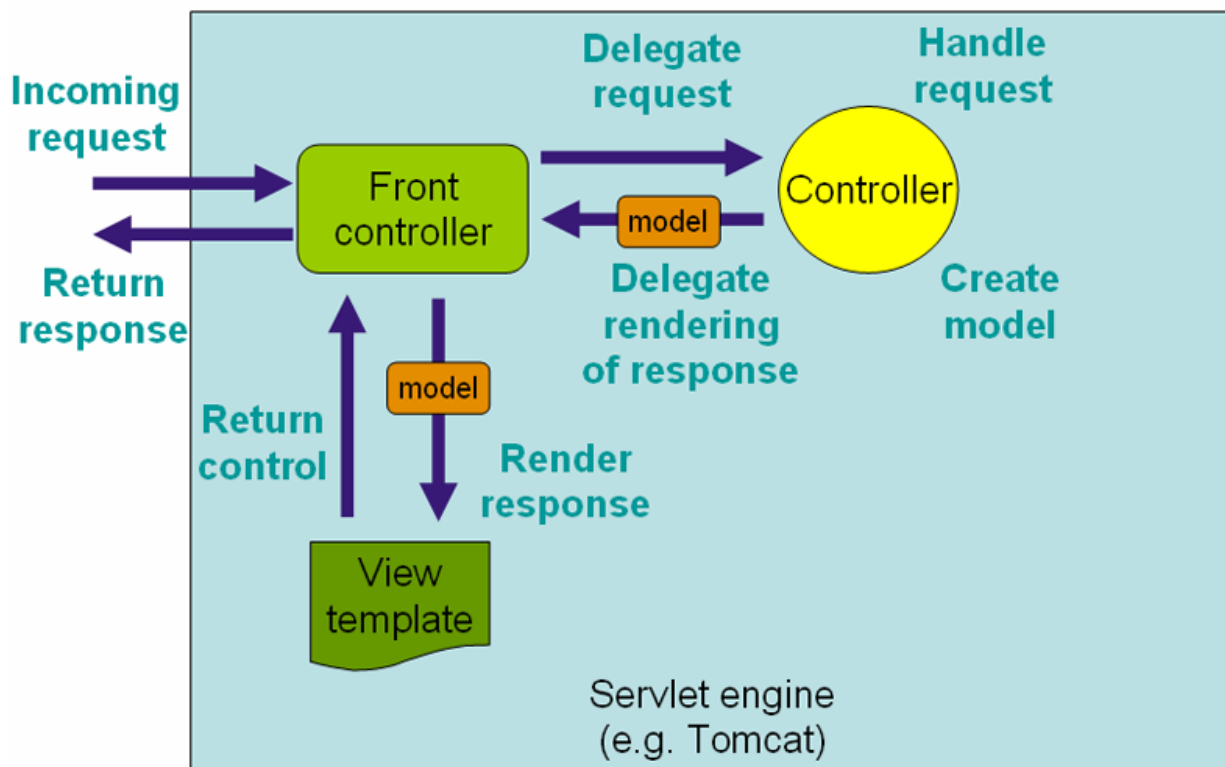 Incoming
request
Return
response
Front
controller
Delegate
request
Handle
request
Controller
model
Delegate
rendering
of response
Create
model
Return
control
model
Render
response
View
template
Servlet engine
(e.g. Tomcat)